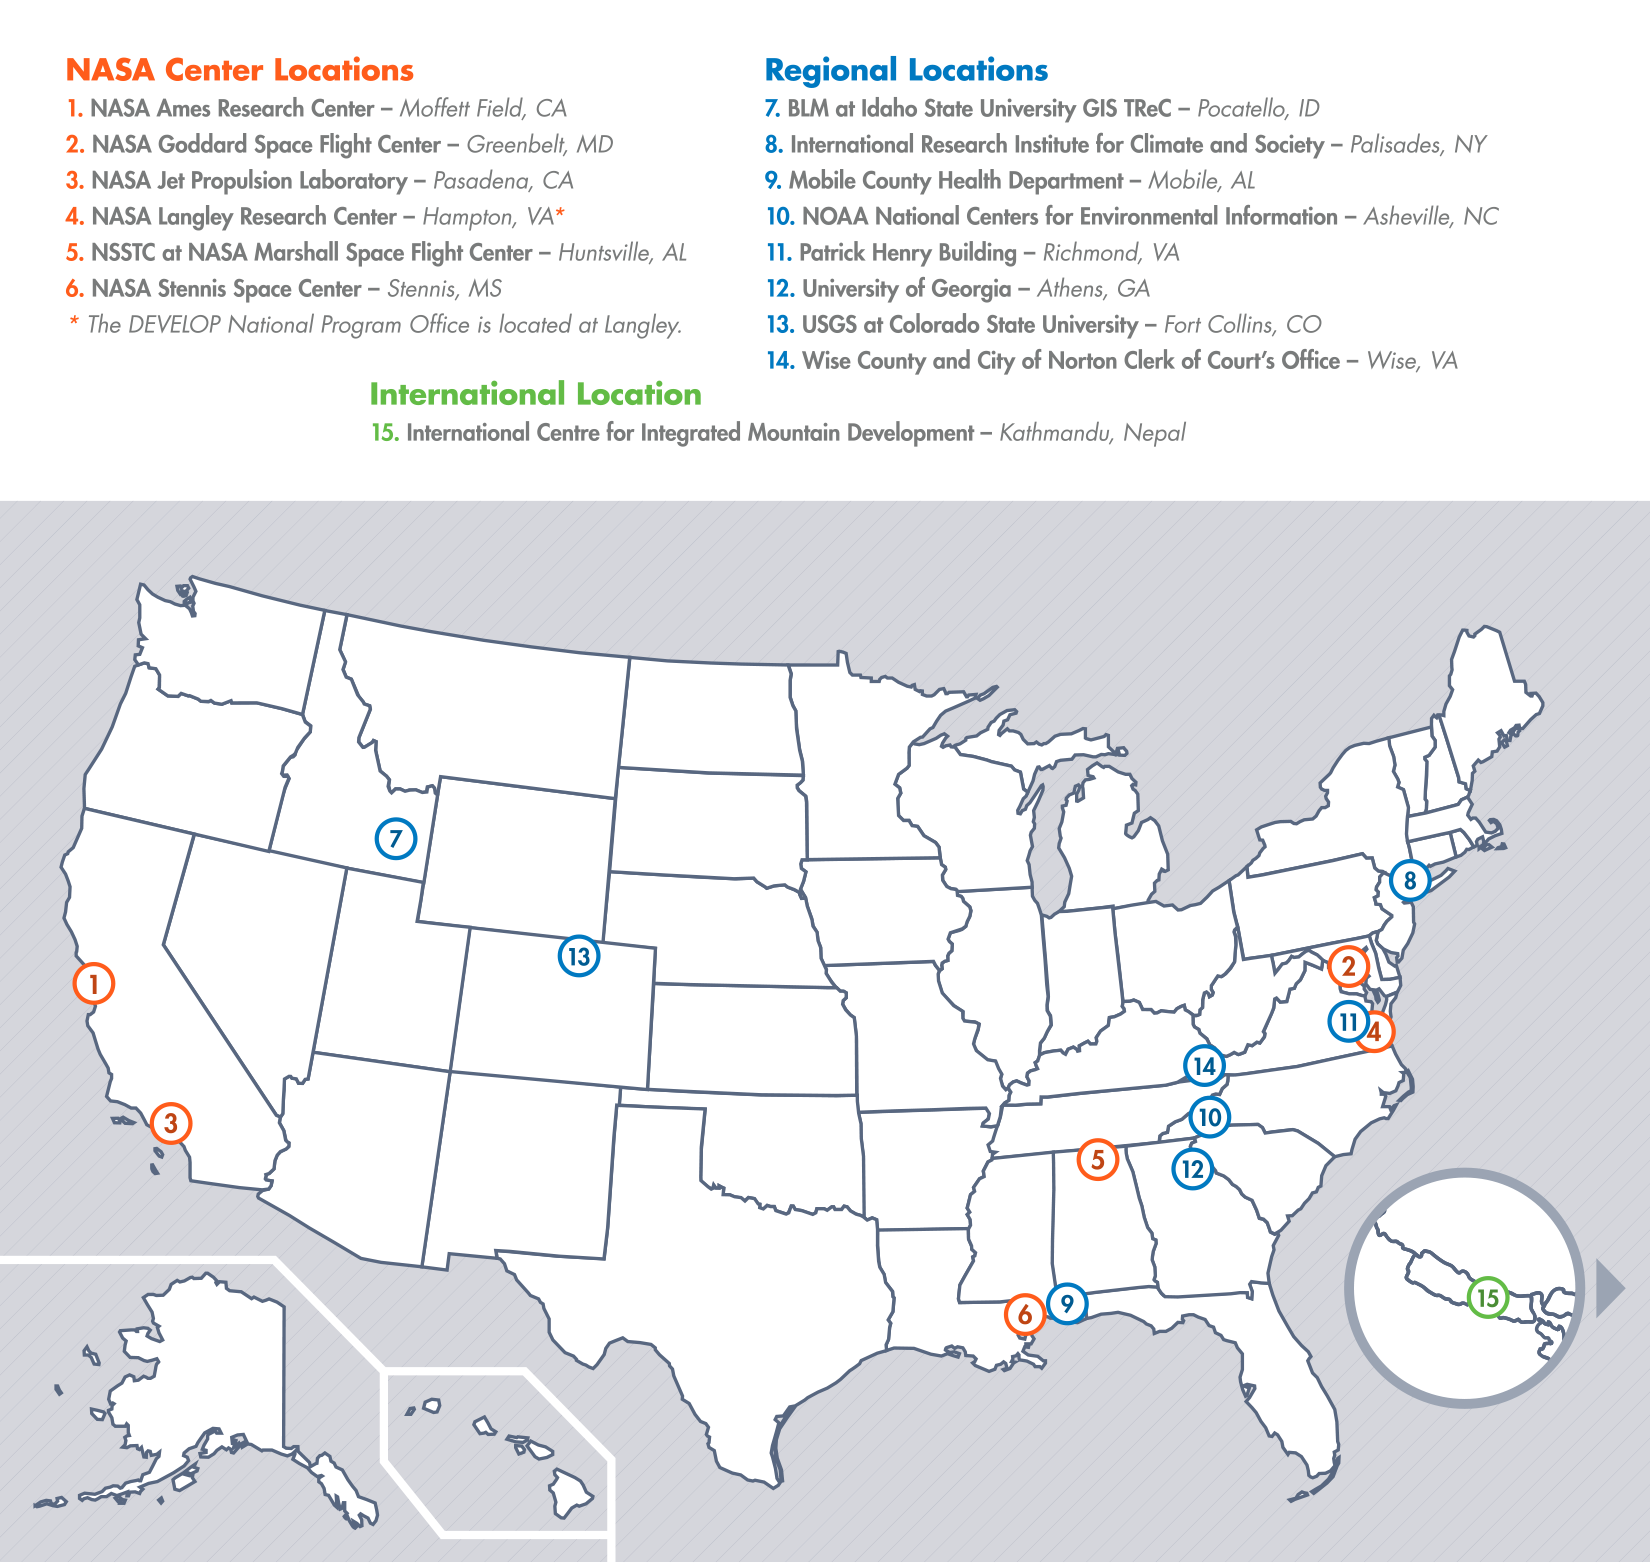 NASA Center Locations
1. NASA Ames Research Center – Moffett Field, CA
2. NASA Goddard Space Flight Center – Greenbelt, MD
3. NASA Jet Propulsion Laboratory – Pasadena, CA
4. NASA Langley Research Center – Hampton, VA*
5. NSSTC at NASA Marshall Space Flight Center – Huntsville, AL
6. NASA Stennis Space Center – Stennis, MS
* The DEVELOP National Program Office is located at Langley.
Regional Locations
7. BLM at Idaho State University GIS TReC – Pocatello, ID
8. International Research Institute for Climate and Society – Palisades, NY
9. Mobile County Health Department – Mobile, AL
10. NOAA National Centers for Environmental Information – Asheville, NC
11. Patrick Henry Building – Richmond, VA
12. University of Georgia – Athens, GA
13. USGS at Colorado State University – Fort Collins, CO
14. Wise County and City of Norton Clerk of Court's Office – Wise, VA
International Location
15. International Centre for Integrated Mountain Development – Kathmandu, Nepal
7
8
13
2
1
11
4
14
10
3
5
12
15
9
6